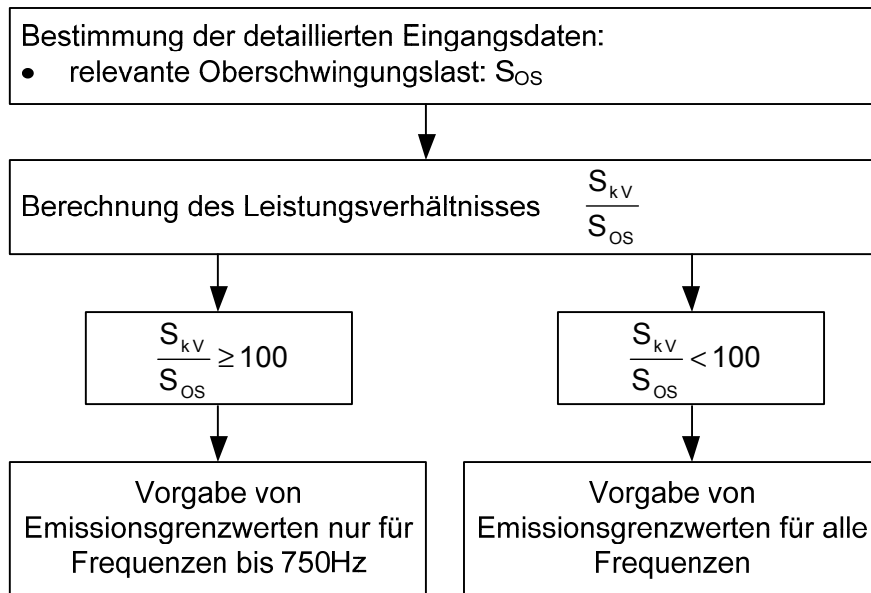 Bestimmung der detaillierten Eingangsdaten:
• relevante Oberschwingungslast: S_OS
Berechnung des Leistungsverhältnisses S_kV / S_OS
S_kV / S_OS ≥ 100
S_kV / S_OS < 100
Vorgabe von
Emissionsgrenzwerten nur für
Frequenzen bis 750Hz
Vorgabe von
Emissionsgrenzwerten für alle
Frequenzen